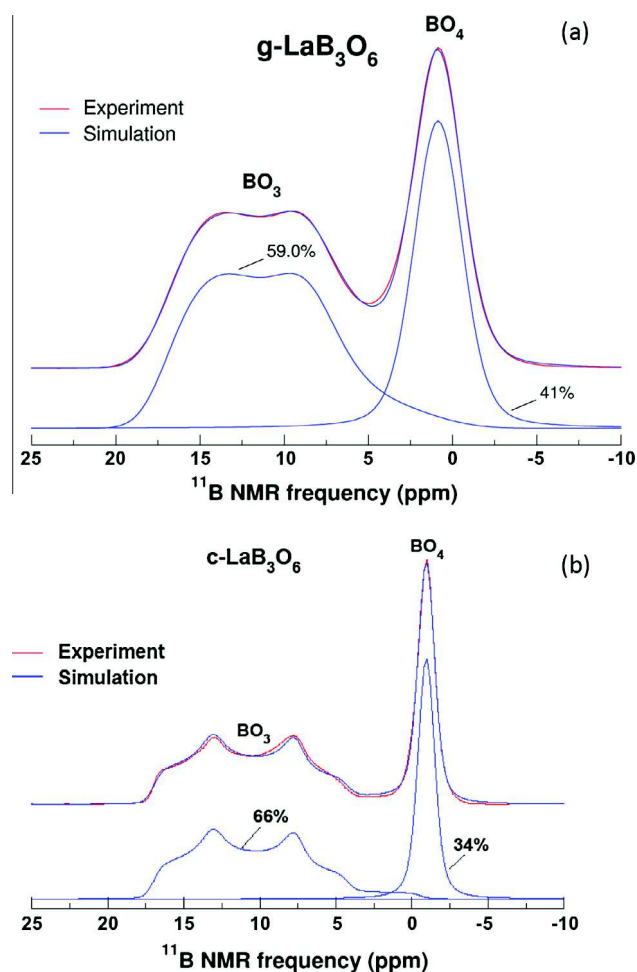 (a)
g-LaB₃O₆
BO₄
Experiment
Simulation
BO₃
59.0%
41%
25 20 15 10 5 0 -5 -10
¹¹B NMR frequency (ppm)
(b)
c-LaB₃O₆
BO₄
Experiment
Simulation
BO₃
66%
34%
25 20 15 10 5 0 -5 -10
¹¹B NMR frequency (ppm)